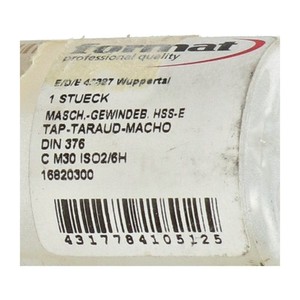 format
professional quality
E/D/E 42327 Wuppertal
1 STUECK
MASCH.-GEWINDEB. HSS-E
TAP-TARAUD-MACHO
DIN 376
C M30 ISO2/6H
16820300
4317784105125